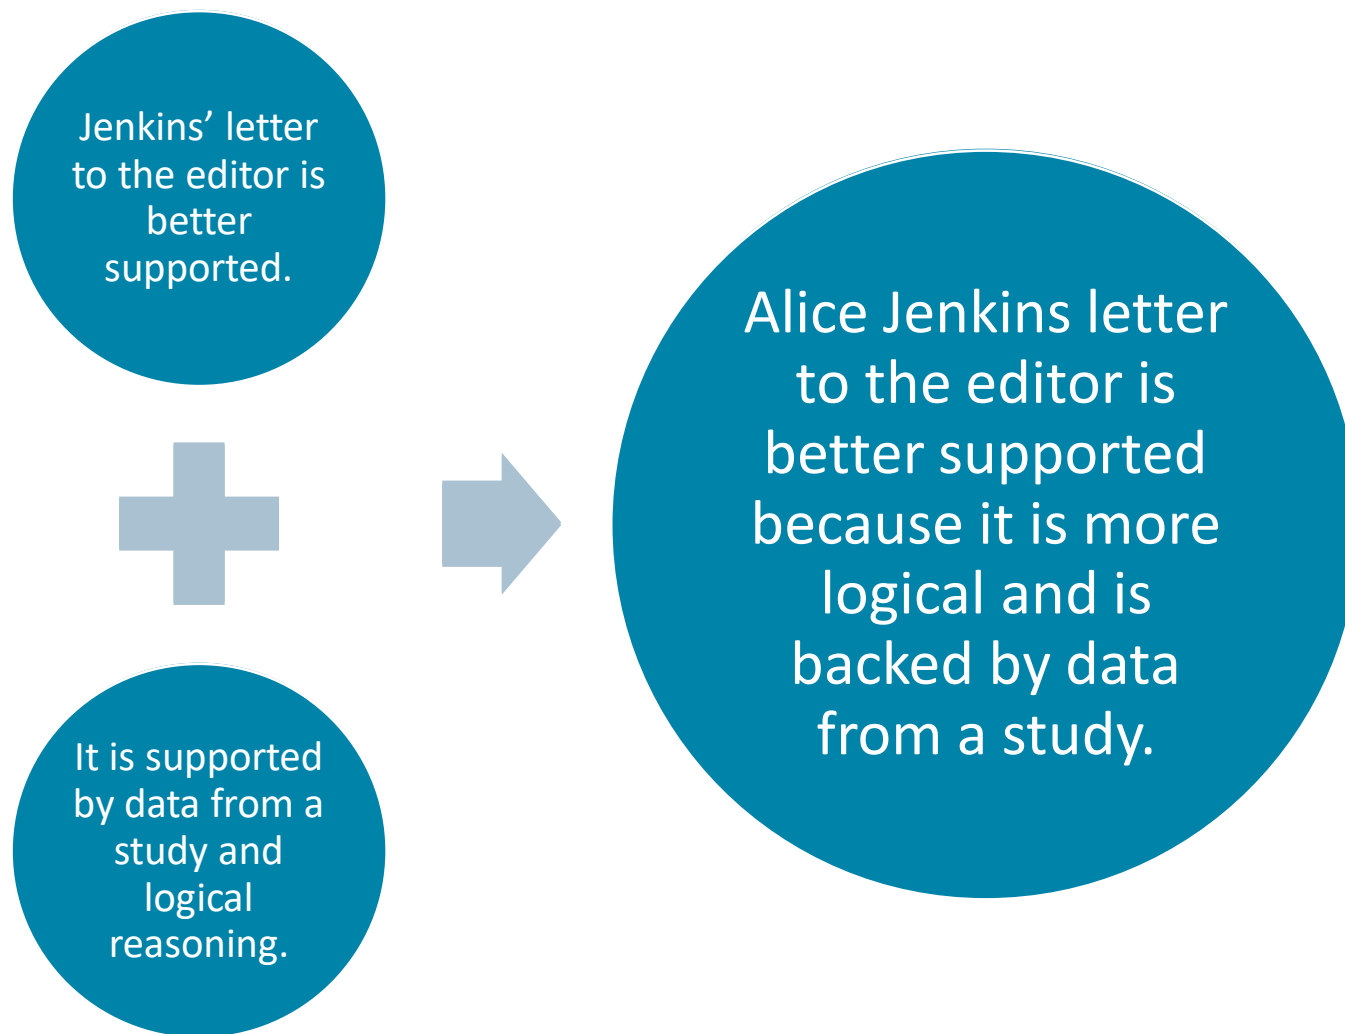 Jenkins’ letter
to the editor is
better
supported.
It is supported
by data from a
study and
logical
reasoning.
Alice Jenkins letter
to the editor is
better supported
because it is more
logical and is
backed by data
from a study.